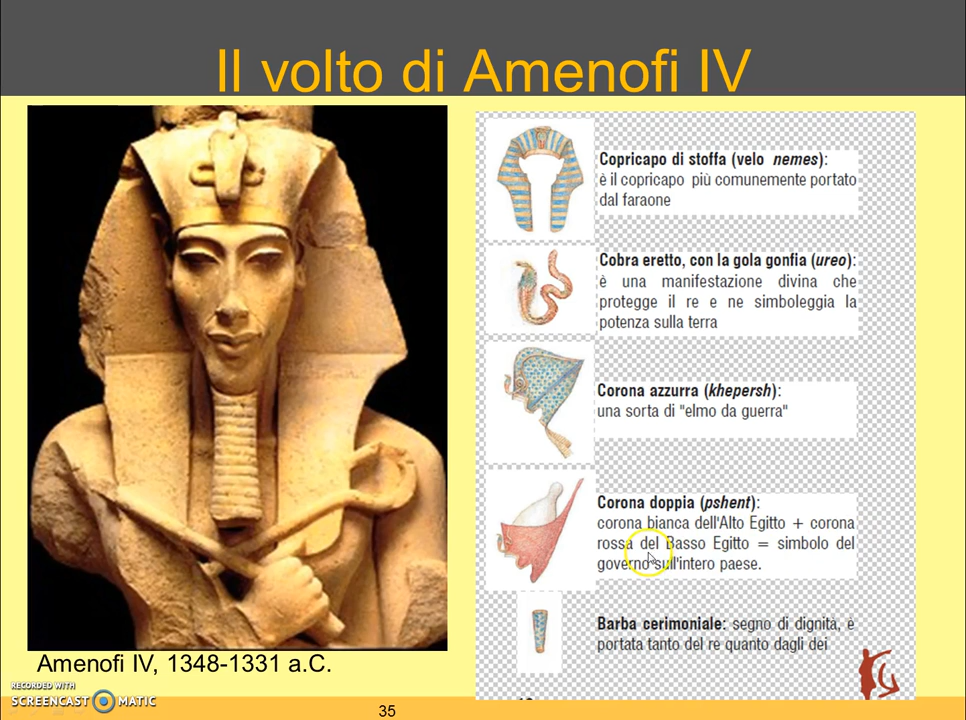 Il volto di Amenofi IV
Copricapo di stoffa (velo nemes):
è il copricapo più comunemente portato
dal faraone
Cobra eretto, con la gola gonfia (ureo):
è una manifestazione divina che
protegge il re e ne simboleggia la
potenza sulla terra
Corona azzurra (khepersh):
una sorta di "elmo da guerra"
Corona doppia (pshent):
corona bianca dell'Alto Egitto + corona
rossa del Basso Egitto = simbolo del
governo sull'intero paese.
Barba cerimoniale: segno di dignità, è
portata tanto del re quanto dagli dei
Amenofi IV, 1348-1331 a.C.
RECORDED WITH
SCREENCAST MATIC
35